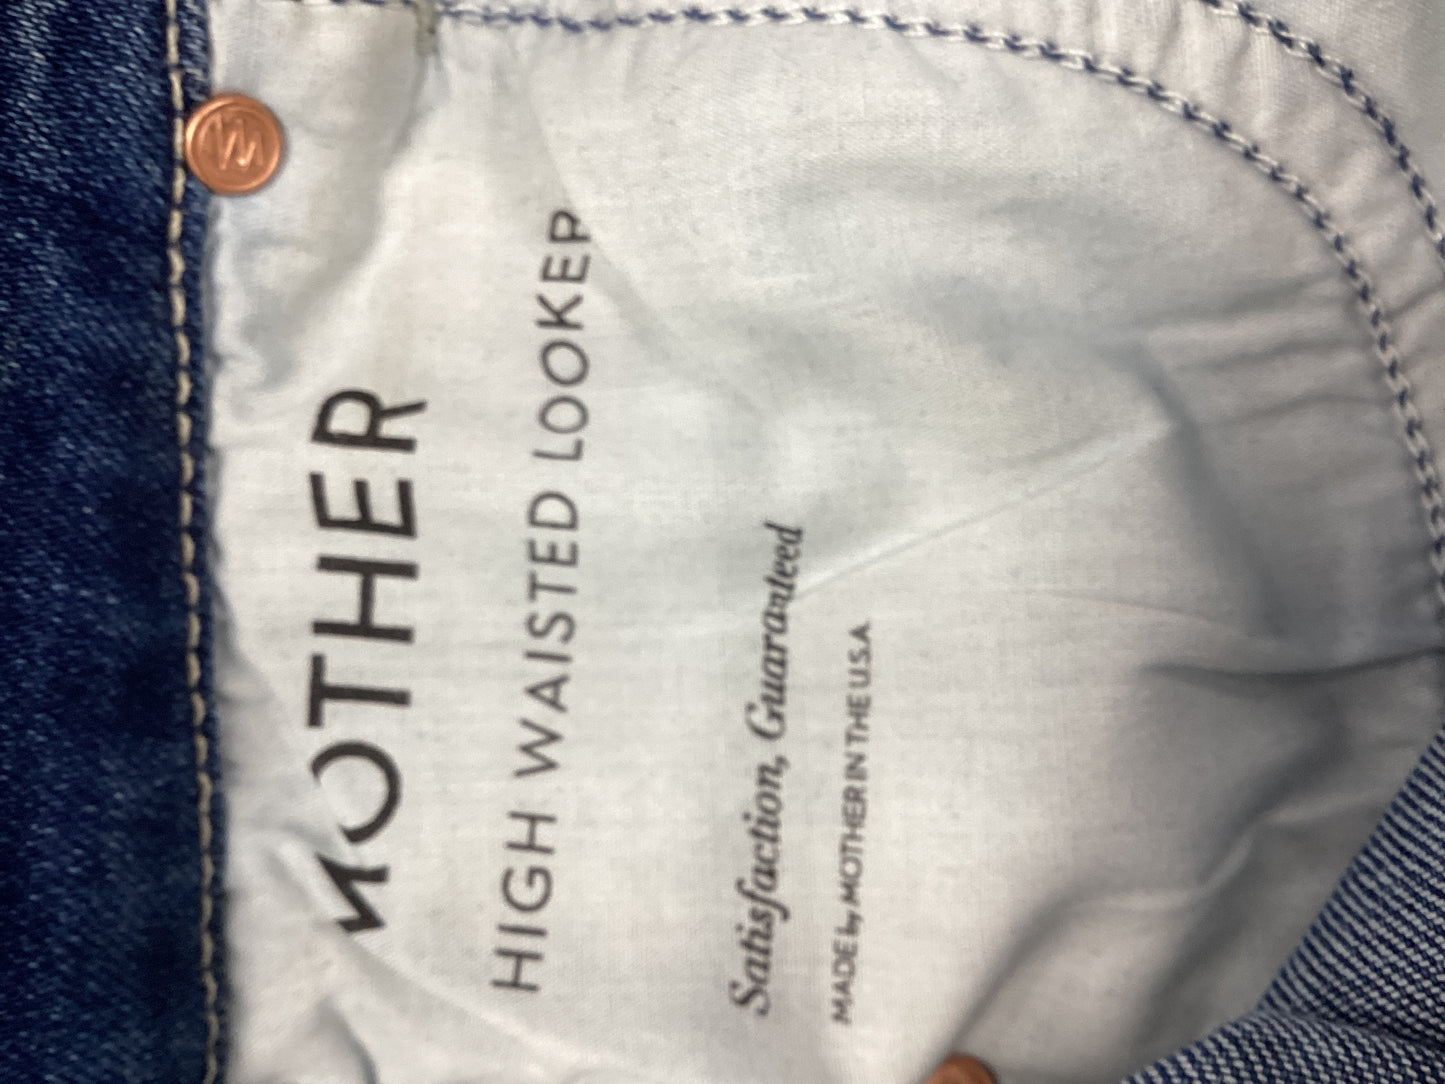 MOTHER
HIGH WAISTED LOOKER
Satisfaction, Guaranteed
MADE by MOTHER IN THE U.S.A.
M